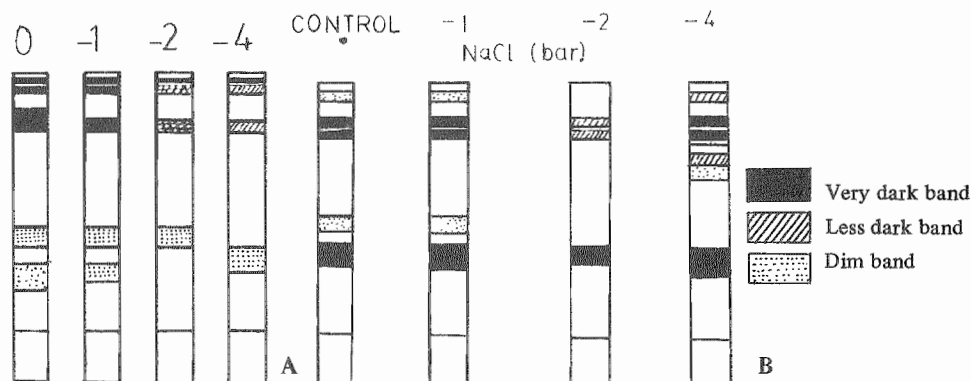 0 -1 -2 -4
CONTROL -1 -2 -4
NaCl (bar)
Very dark band
Less dark band
Dim band
A B